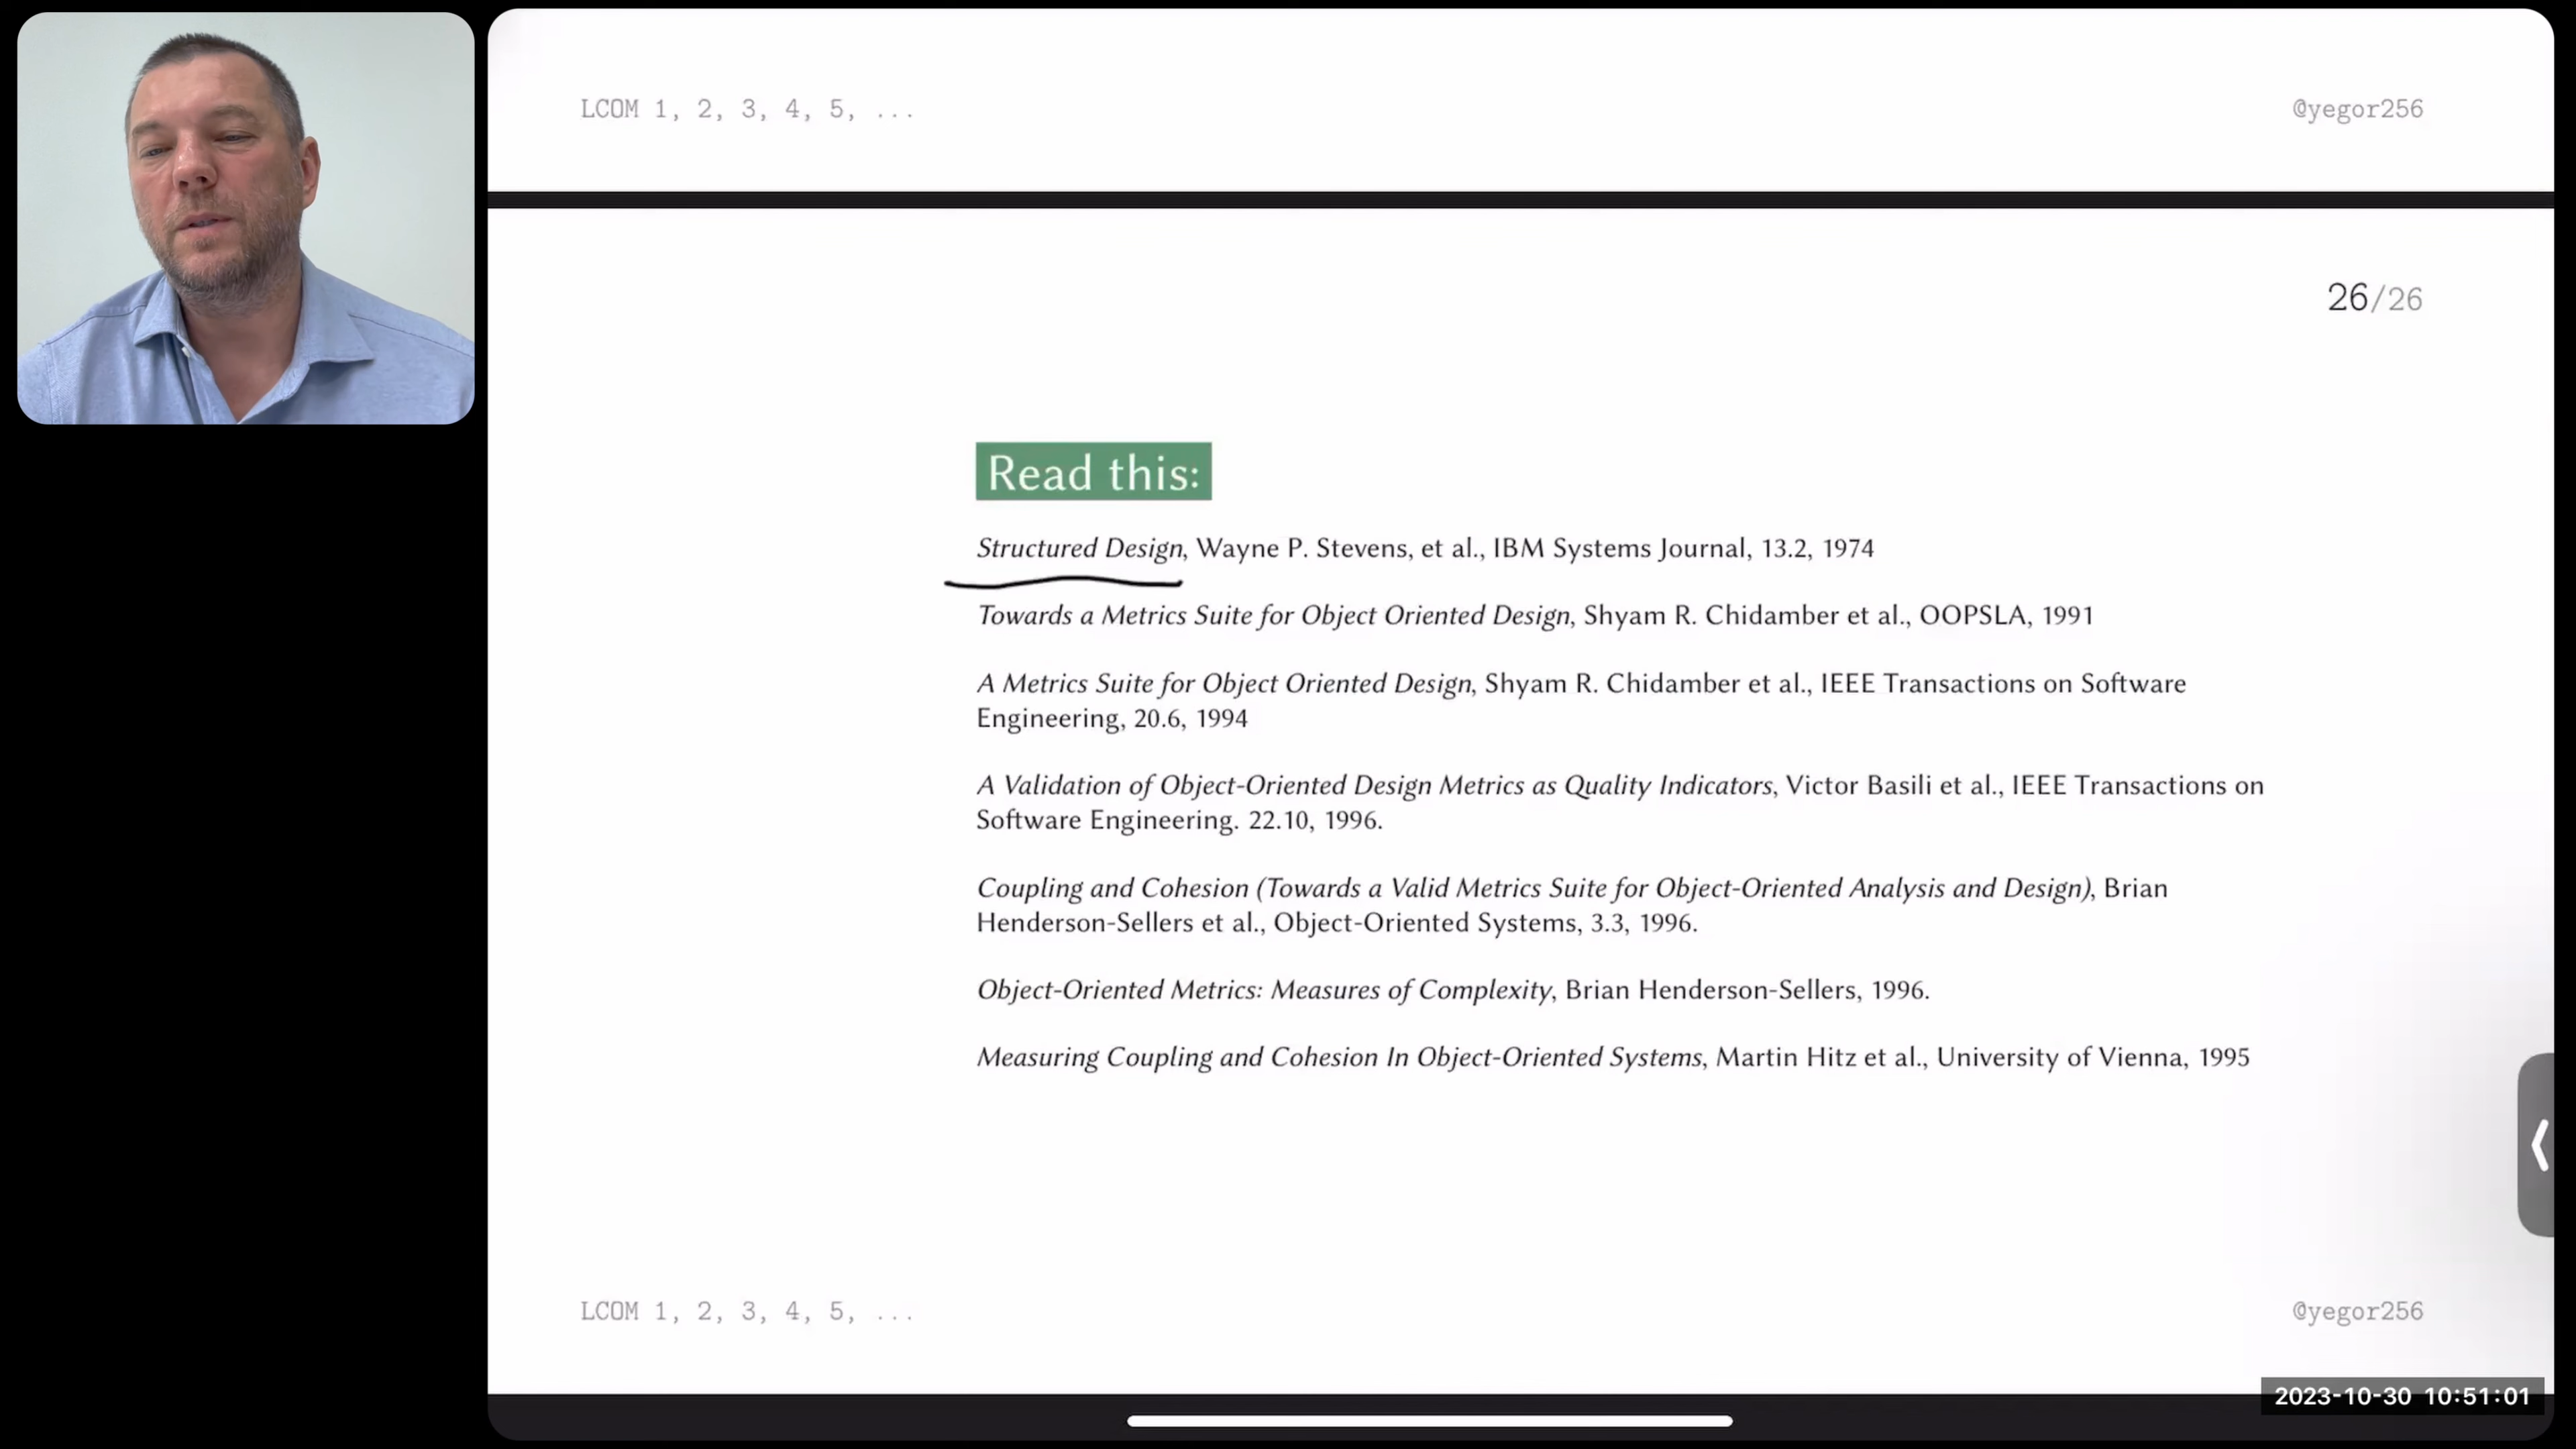 LCOM 1, 2, 3, 4, 5, ...
@yegor256
26/26
Read this:
Structured Design, Wayne P. Stevens, et al., IBM Systems Journal, 13.2, 1974
Towards a Metrics Suite for Object Oriented Design, Shyam R. Chidamber et al., OOPSLA, 1991
A Metrics Suite for Object Oriented Design, Shyam R. Chidamber et al., IEEE Transactions on Software
Engineering, 20.6, 1994
A Validation of Object-Oriented Design Metrics as Quality Indicators, Victor Basili et al., IEEE Transactions on
Software Engineering. 22.10, 1996.
Coupling and Cohesion (Towards a Valid Metrics Suite for Object-Oriented Analysis and Design), Brian
Henderson-Sellers et al., Object-Oriented Systems, 3.3, 1996.
Object-Oriented Metrics: Measures of Complexity, Brian Henderson-Sellers, 1996.
Measuring Coupling and Cohesion In Object-Oriented Systems, Martin Hitz et al., University of Vienna, 1995
LCOM 1, 2, 3, 4, 5, ...
@yegor256
2023-10-30 10:51:01